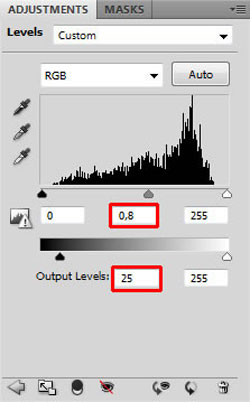 ADJUSTMENTS MASKS
Levels Custom
RGB Auto
0 0,8 255
Output Levels: 25 255